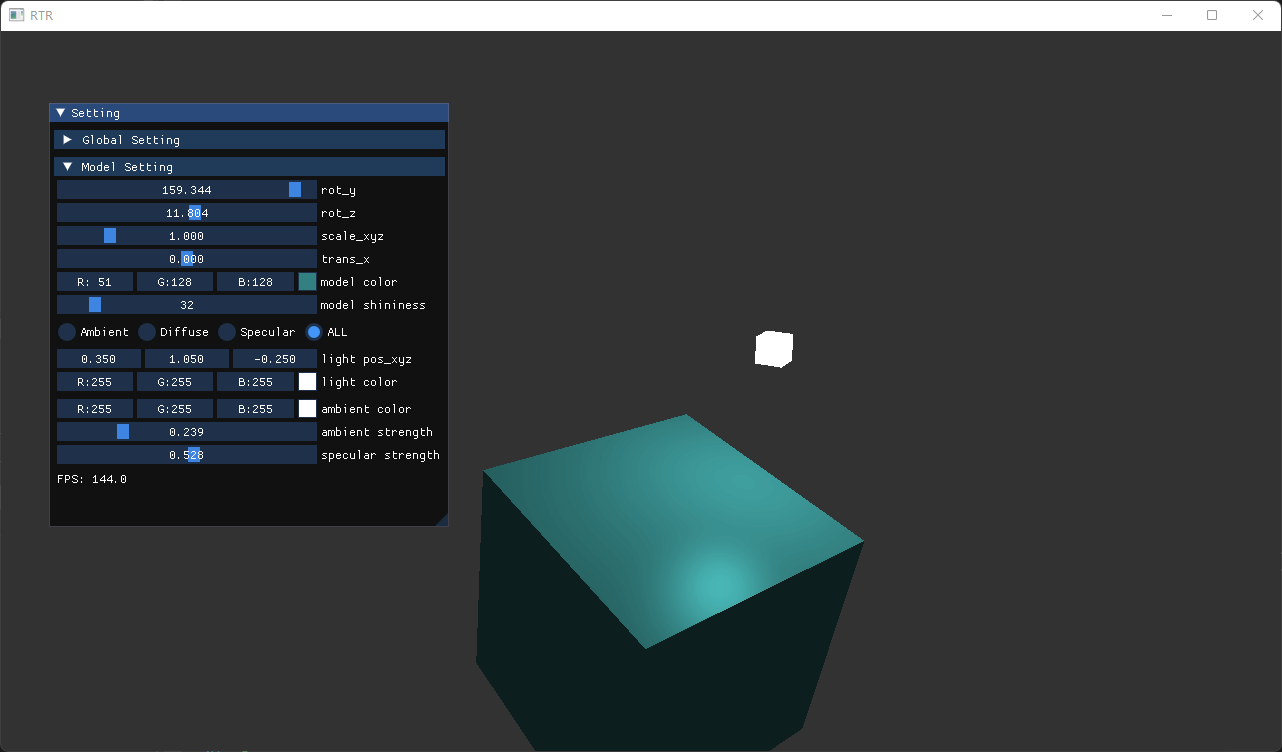 RTR
Setting
Global Setting
Model Setting
159.344 rot_y
11.804 rot_z
1.000 scale_xyz
0.000 trans_x
R: 51 G:128 B:128 model color
32 model shininess
Ambient Diffuse Specular ALL
0.350 1.050 -0.250 light pos_xyz
R:255 G:255 B:255 light color
R:255 G:255 B:255 ambient color
0.239 ambient strength
0.528 specular strength
FPS: 144.0